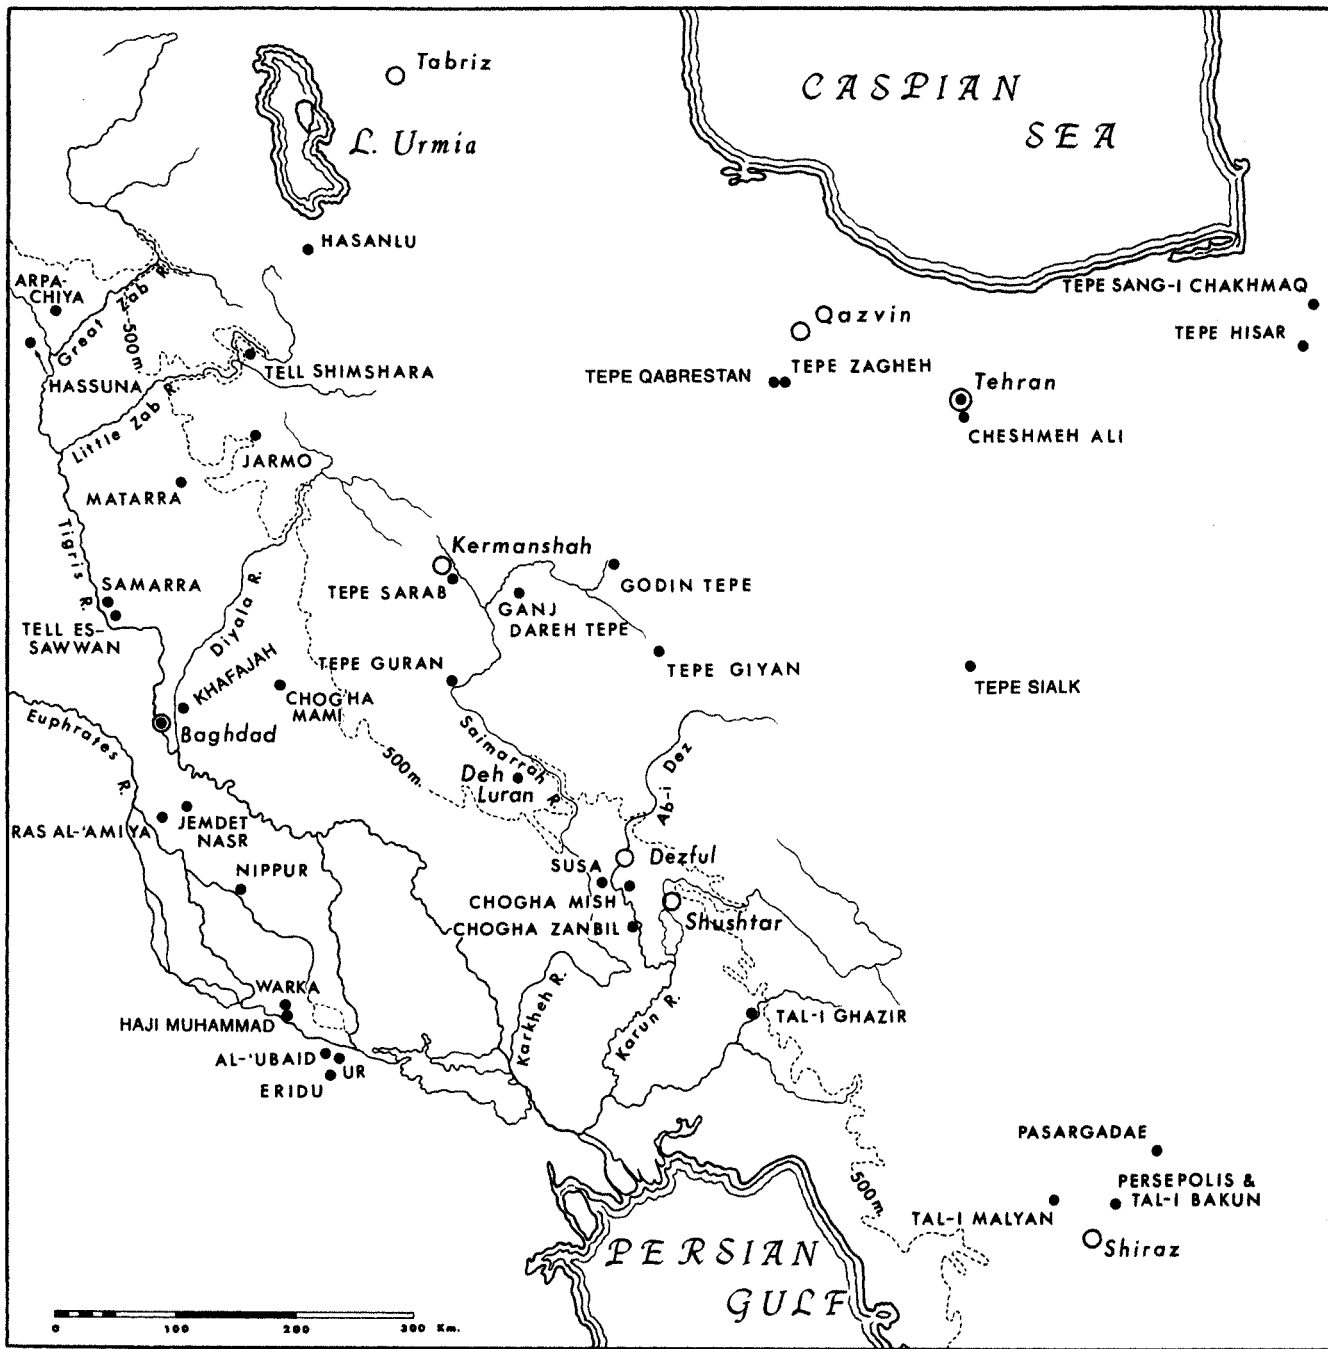 Tabriz
CASPIAN
SEA
L. Urmia
HASANLU
ARPA-
CHIYA
Great Zab R.
500m.
TEPE SANG-I CHAKHMAQ
Qazvin
TEPE HISAR
HASSUNA
TELL SHIMSHARA
TEPE QABRESTAN
TEPE ZAGHEH
Tehran
Little Zab R.
CHESHMEH ALI
JARMO
MATARRA
Tigris R.
Kermanshah
SAMARRA
TEPE SARAB
GODIN TEPE
GANJ
DAREH TEPE
Diyala R.
TELL ES-
SAWWAN
KHAFAJAH
TEPE GURAN
TEPE GIYAN
TEPE SIALK
CHOGHA
MAMI
Euphrates R.
Baghdad
500m.
Saimarrah R.
Ab-i Dez
Deh
Luran
RAS AL-'AMIYA
JEMDET
NASR
NIPPUR
SUSA
Dezful
CHOGHA MISH
CHOGHA ZANBIL
Shushtar
WARKA
HAJI MUHAMMAD
Karkheh R.
Karun R.
TAL-I GHAZIR
AL-'UBAID
UR
ERIDU
PASARGADAE
500m.
PERSEPOLIS &
TAL-I BAKUN
TAL-I MALYAN
Shiraz
PERSIAN
GULF
0 100 200 300 Km.